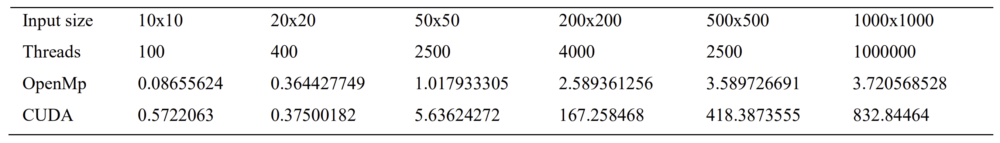 Input size 10x10 20x20 50x50 200x200 500x500 1000x1000
Threads 100 400 2500 4000 2500 1000000
OpenMp 0.08655624 0.364427749 1.017933305 2.589361256 3.589726691 3.720568528
CUDA 0.5722063 0.37500182 5.63624272 167.258468 418.3873555 832.84464